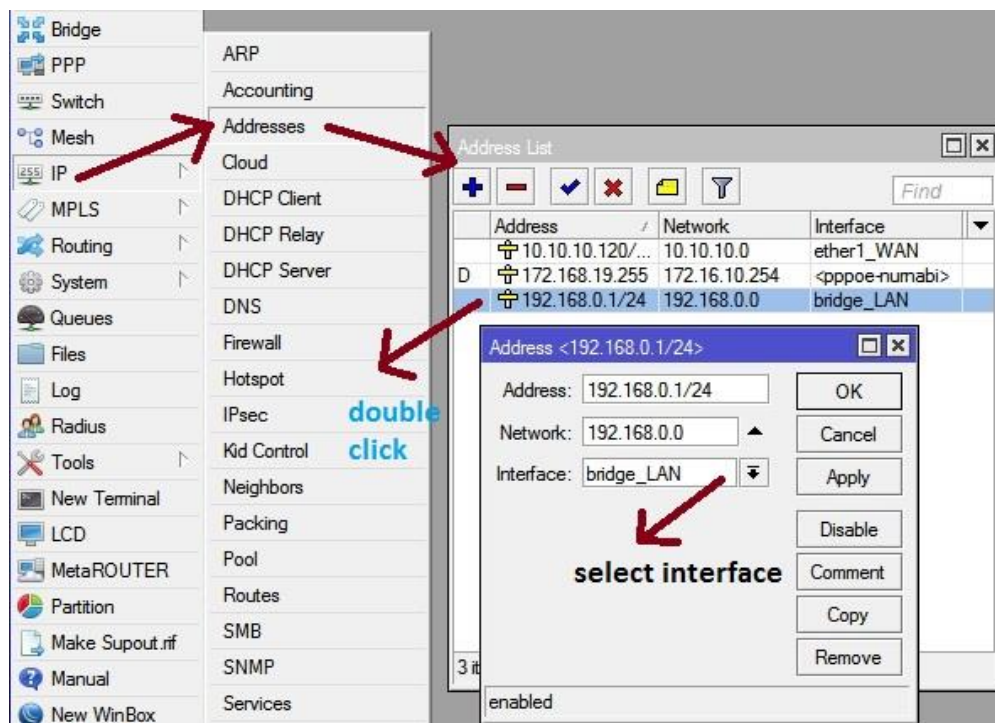 Bridge
PPP
Switch
Mesh
IP
MPLS
Routing
System
Queues
Files
Log
Radius
Tools
New Terminal
LCD
MetaROUTER
Partition
Make Supout.rif
Manual
New WinBox
ARP
Accounting
Addresses
Cloud
DHCP Client
DHCP Relay
DHCP Server
DNS
Firewall
Hotspot
IPsec
Kid Control
Neighbors
Packing
Pool
Routes
SMB
SNMP
Services
double
click
Address List
Find
Address Network Interface
10.10.10.120/... 10.10.10.0 ether1_WAN
D 172.168.19.255 172.16.10.254 <pppoe-numabi>
192.168.0.1/24 192.168.0.0 bridge_LAN
Address <192.168.0.1/24>
Address: 192.168.0.1/24
Network: 192.168.0.0
Interface: bridge_LAN
OK
Cancel
Apply
Disable
Comment
Copy
Remove
select interface
enabled
3 it
255